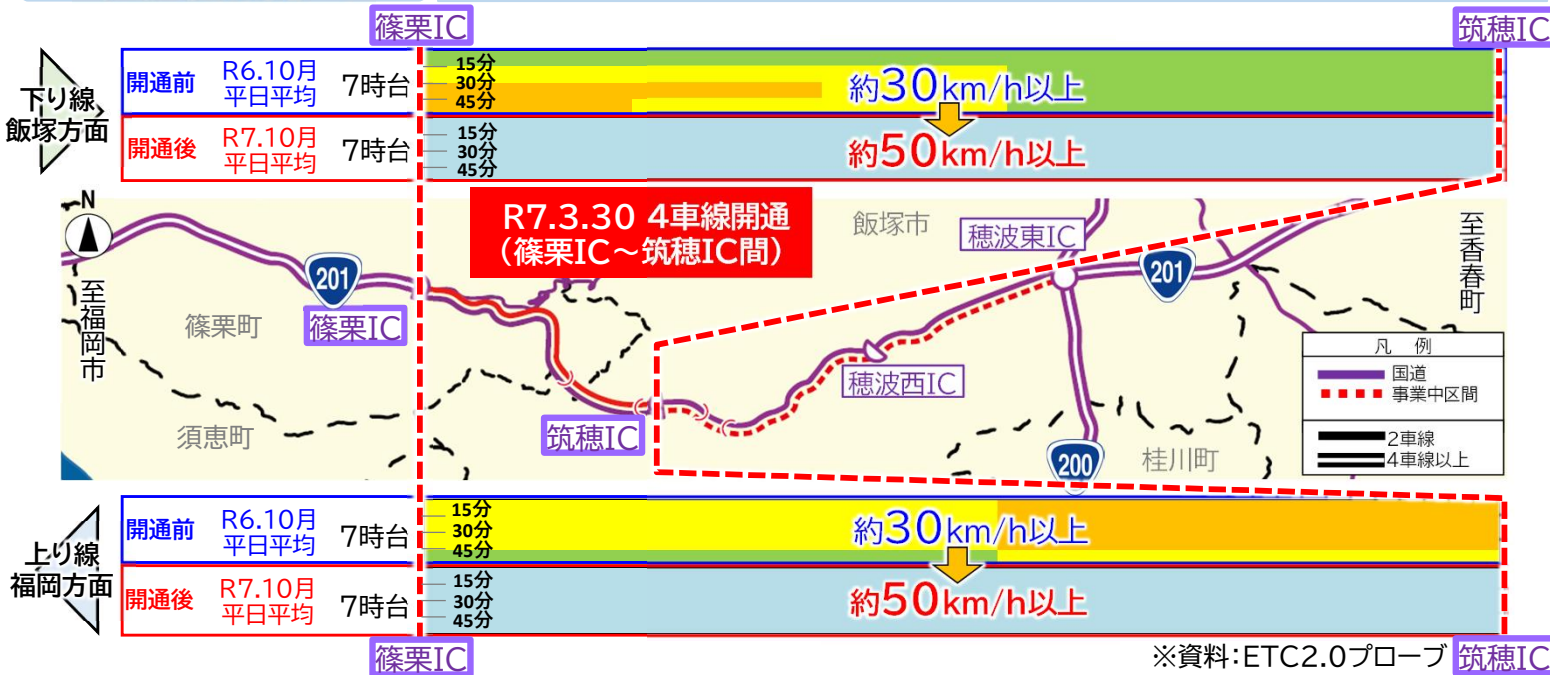 篠栗IC
筑穂IC
下り線
飯塚方面
開通前
R6.10月
平日平均
7時台
15分
30分
45分
約30km/h以上
開通後
R7.10月
平日平均
7時台
15分
30分
45分
約50km/h以上
N
R7.3.30 4車線開通
(篠栗IC~筑穂IC間)
飯塚市
穂波東IC
至香春町
201
201
至福岡市
篠栗町
篠栗IC
凡 例
国道
事業中区間
2車線
4車線以上
穂波西IC
須恵町
筑穂IC
200
桂川町
上り線
福岡方面
開通前
R6.10月
平日平均
7時台
15分
30分
45分
約30km/h以上
開通後
R7.10月
平日平均
7時台
15分
30分
45分
約50km/h以上
篠栗IC
※資料:ETC2.0プローブ
筑穂IC